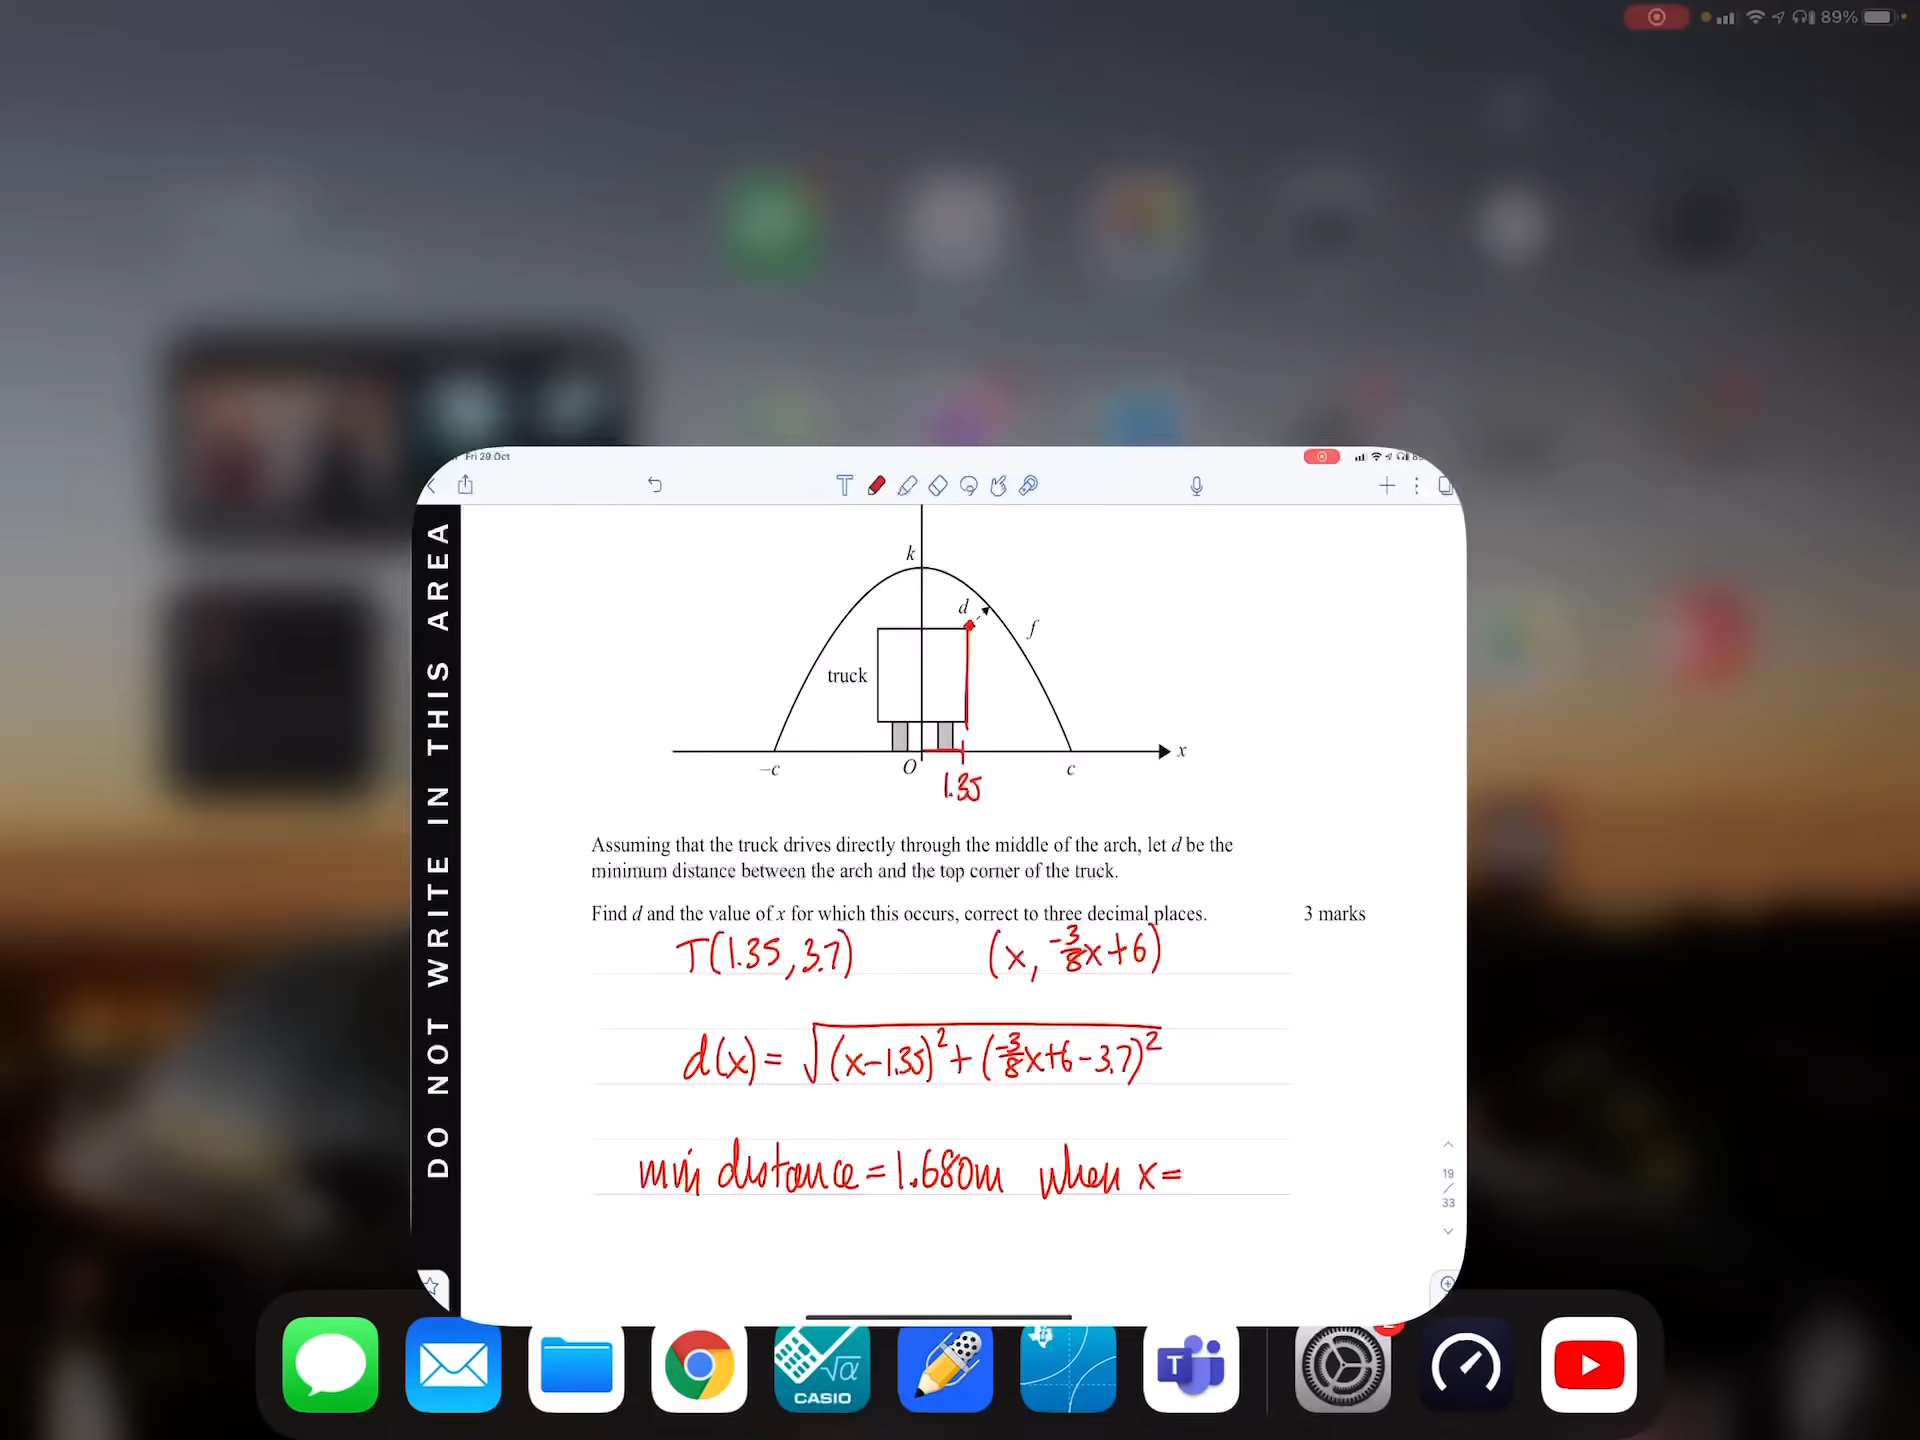 89%
Fri 29 Oct
DO NOT WRITE IN THIS AREA
T
k
d
f
truck
x
−c
O
c
1.35
Assuming that the truck drives directly through the middle of the arch, let d be the
minimum distance between the arch and the top corner of the truck.
Find d and the value of x for which this occurs, correct to three decimal places. 3 marks
T(1.35, 3.7) (x, -3/8x+6)
d(x) = √(x-1.35)²+(-3/8x+6-3.7)²
min distance = 1.680m when x=
19
/
33
√α
CASIO
T